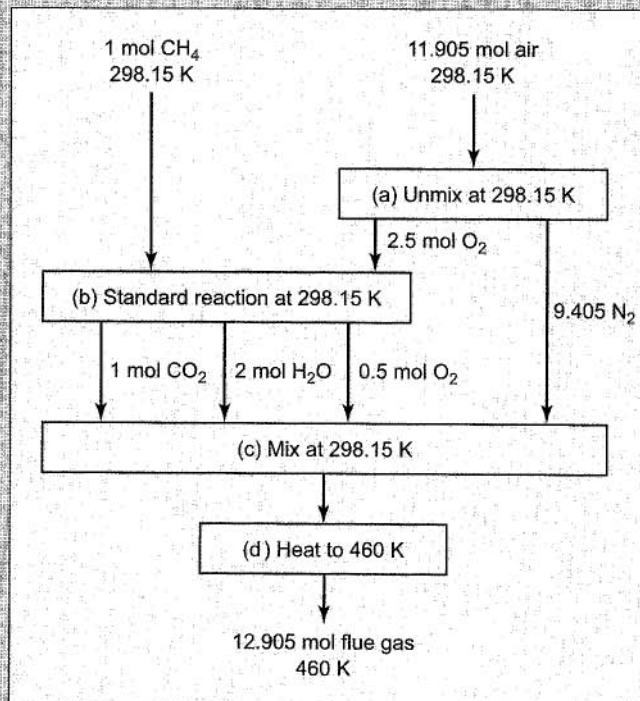 1 mol CH₄
298.15 K
11.905 mol air
298.15 K
(a) Unmix at 298.15 K
2.5 mol O₂
(b) Standard reaction at 298.15 K
9.405 N₂
1 mol CO₂
2 mol H₂O
0.5 mol O₂
(c) Mix at 298.15 K
(d) Heat to 460 K
12.905 mol flue gas
460 K